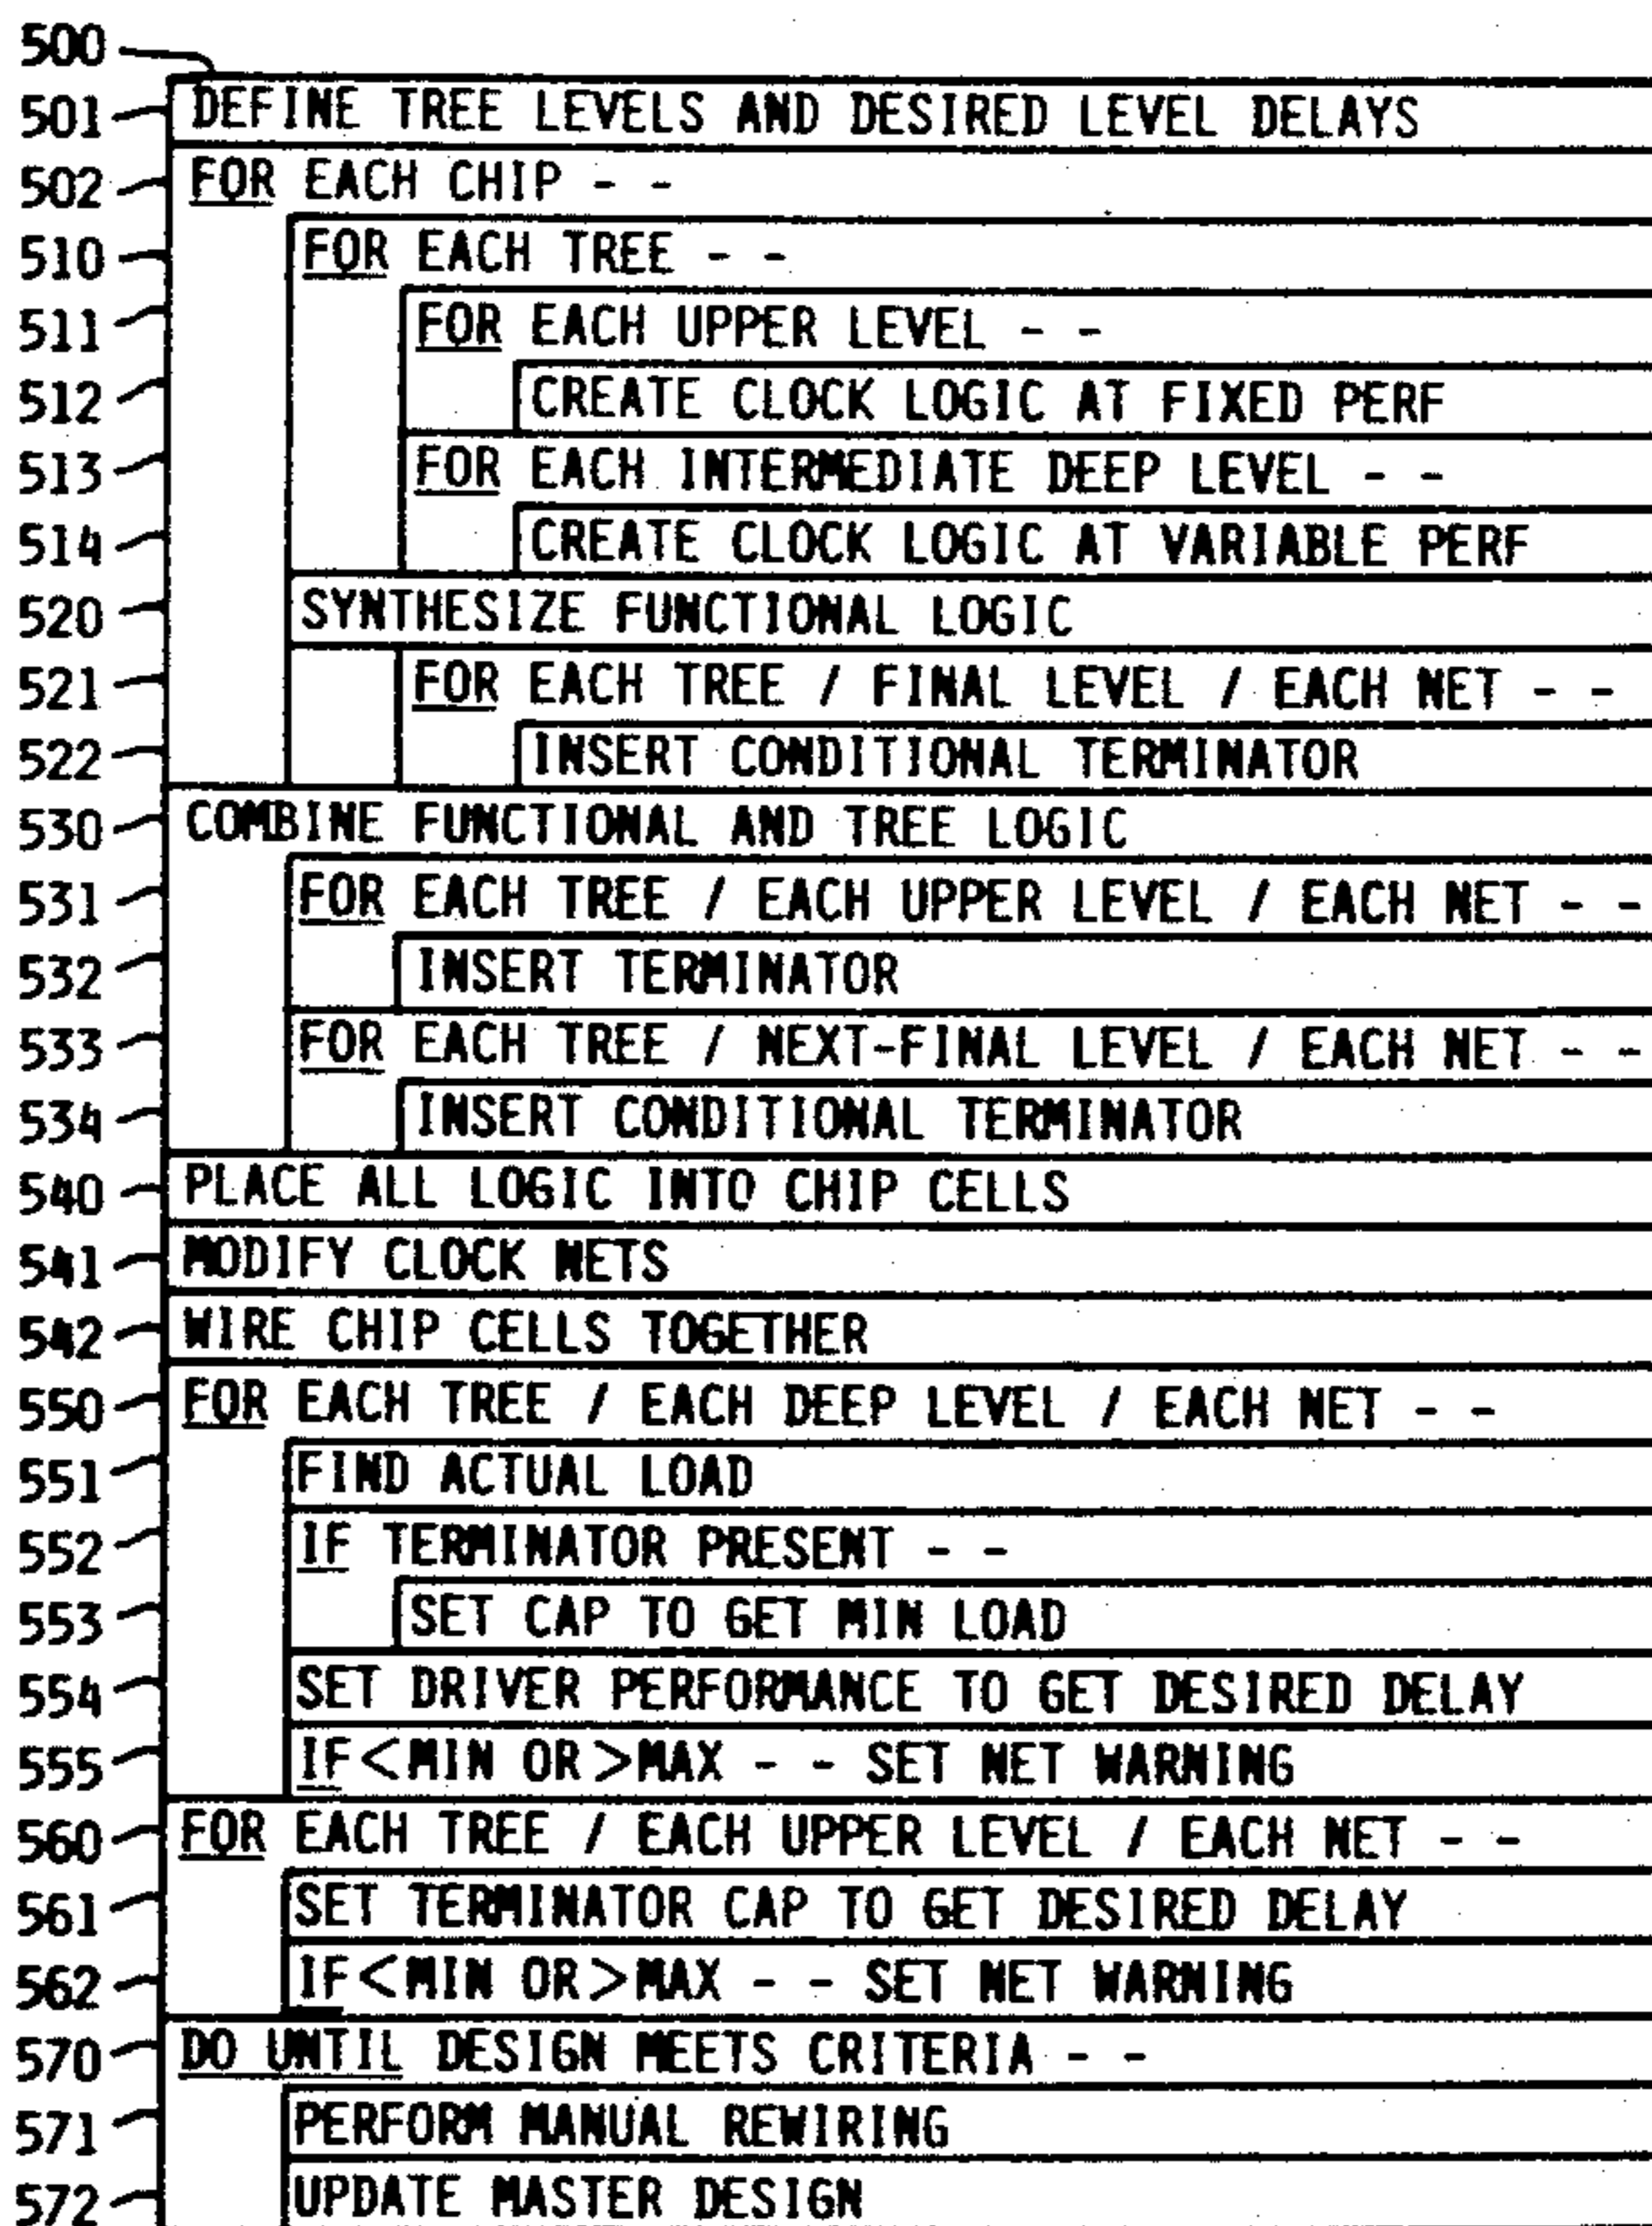 500
501 DEFINE TREE LEVELS AND DESIRED LEVEL DELAYS
502 FOR EACH CHIP - -
510 FOR EACH TREE - -
511 FOR EACH UPPER LEVEL - -
512 CREATE CLOCK LOGIC AT FIXED PERF
513 FOR EACH INTERMEDIATE DEEP LEVEL - -
514 CREATE CLOCK LOGIC AT VARIABLE PERF
520 SYNTHESIZE FUNCTIONAL LOGIC
521 FOR EACH TREE / FINAL LEVEL / EACH NET - -
522 INSERT CONDITIONAL TERMINATOR
530 COMBINE FUNCTIONAL AND TREE LOGIC
531 FOR EACH TREE / EACH UPPER LEVEL / EACH NET - -
532 INSERT TERMINATOR
533 FOR EACH TREE / NEXT-FINAL LEVEL / EACH NET - -
534 INSERT CONDITIONAL TERMINATOR
540 PLACE ALL LOGIC INTO CHIP CELLS
541 MODIFY CLOCK NETS
542 WIRE CHIP CELLS TOGETHER
550 FOR EACH TREE / EACH DEEP LEVEL / EACH NET - -
551 FIND ACTUAL LOAD
552 IF TERMINATOR PRESENT - -
553 SET CAP TO GET MIN LOAD
554 SET DRIVER PERFORMANCE TO GET DESIRED DELAY
555 IF <MIN OR >MAX - - SET NET WARNING
560 FOR EACH TREE / EACH UPPER LEVEL / EACH NET - -
561 SET TERMINATOR CAP TO GET DESIRED DELAY
562 IF <MIN OR >MAX - - SET NET WARNING
570 DO UNTIL DESIGN MEETS CRITERIA - -
571 PERFORM MANUAL REWIRING
572 UPDATE MASTER DESIGN